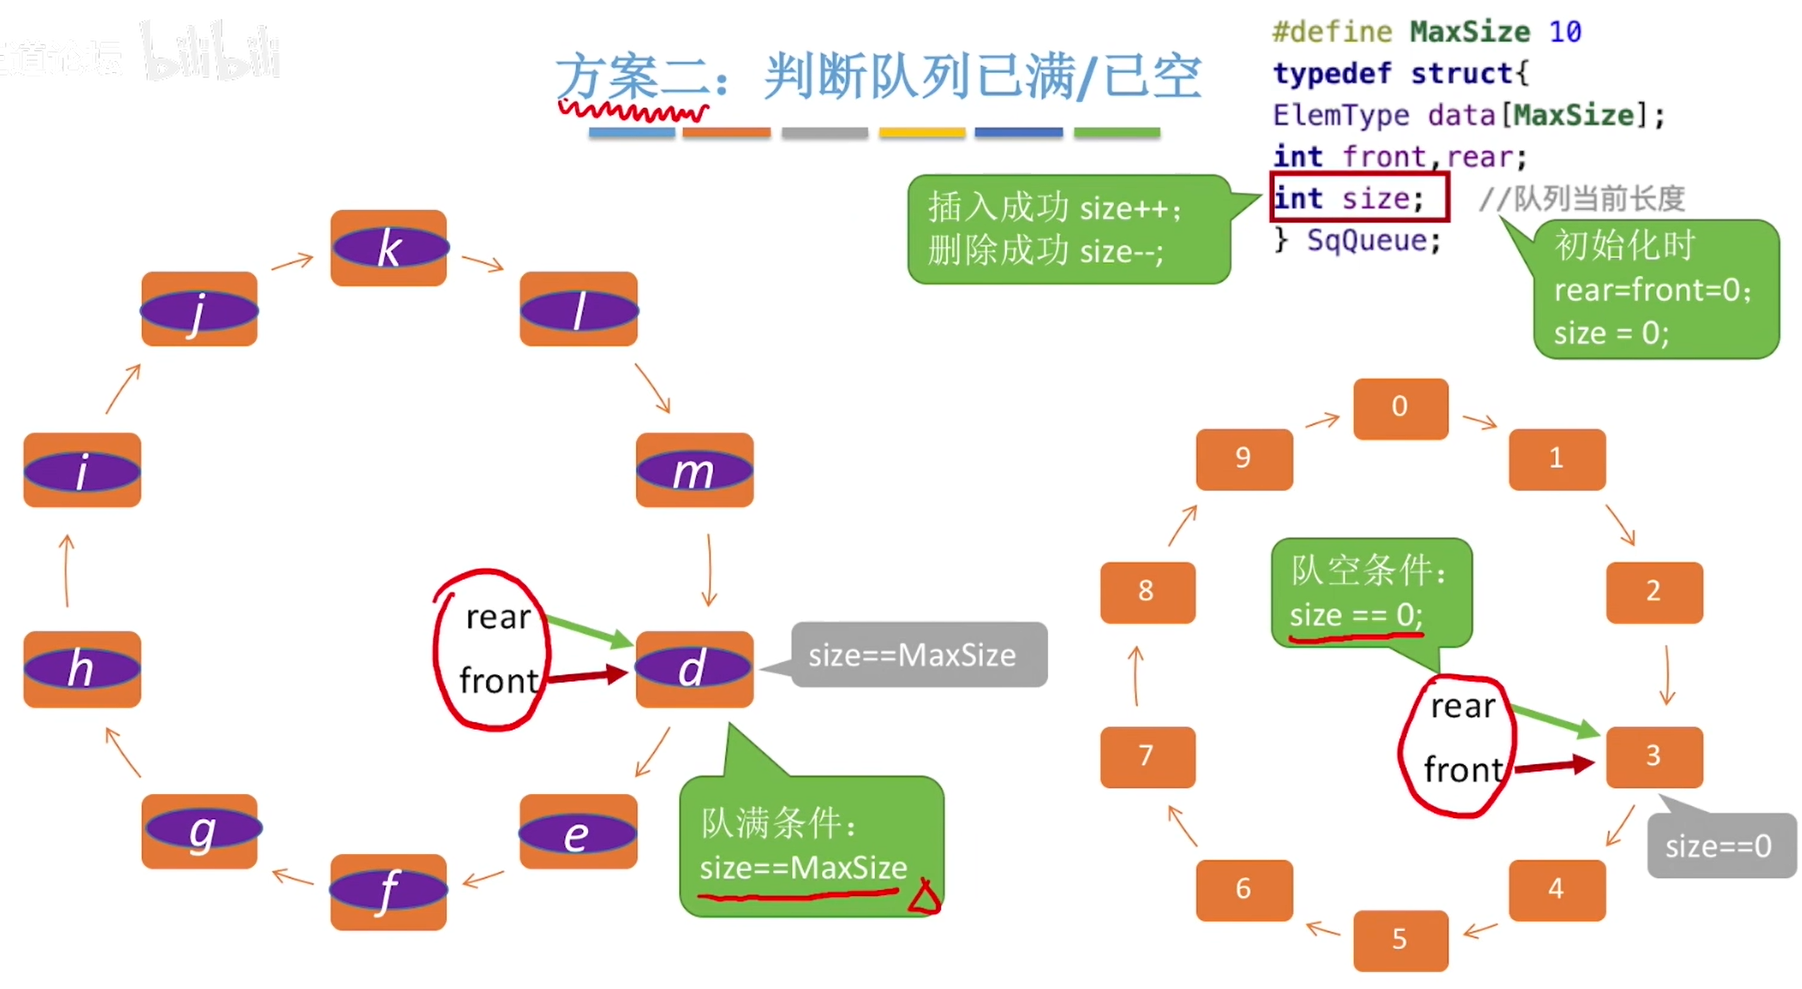 bilibili
方案二：判断队列已满/已空
#define MaxSize 10
typedef struct{
ElemType data[MaxSize];
int front,rear;
int size; //队列当前长度
} SqQueue;
插入成功 size++；
删除成功 size--;
初始化时
rear=front=0；
size = 0;
k
j
l
i
m
h
d
g
e
f
rear
front
size==MaxSize
队满条件：
size==MaxSize
0
9
1
8
2
7
3
6
4
5
队空条件：
size == 0;
rear
front
size==0